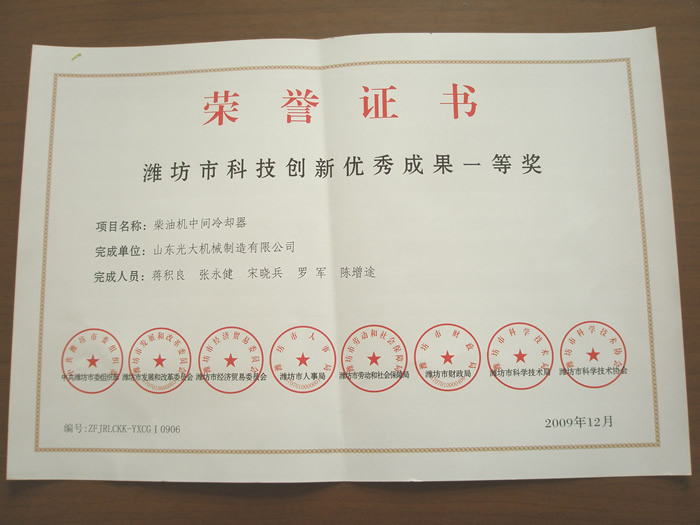 荣誉证书
潍坊市科技创新优秀成果一等奖
项目名称：柴油机中间冷却器
完成单位：山东光大机械制造有限公司
完成人员：蒋积良 张永健 宋晓兵 罗军 陈增途
中共潍坊市委组织部 潍坊市发展和改革委员会 潍坊市经济贸易委员会 潍坊市人事局 潍坊市劳动和社会保障局 潍坊市财政局 潍坊市科学技术局 潍坊市科学技术协会
编号:ZFJRLCKK-YXCG I 0906
2009年12月